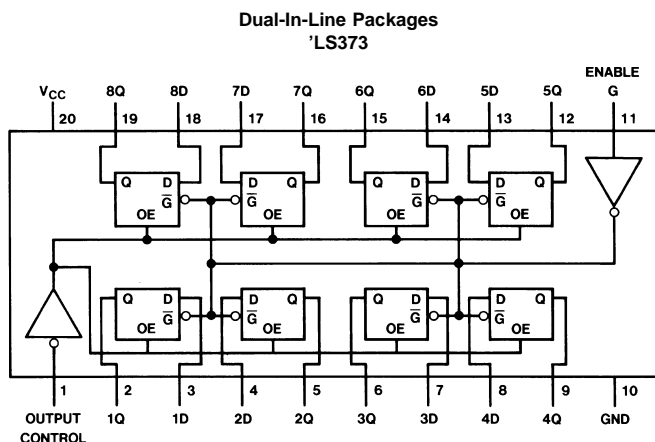 Dual-In-Line Packages
'LS373
ENABLE
VCC 8Q 8D 7D 7Q 6Q 6D 5D 5Q G
20 19 18 17 16 15 14 13 12 11
Q D D Q Q D D Q
G G G G
OE OE OE OE
Q D D Q Q D D Q
G G G G
OE OE OE OE
1 2 3 4 5 6 7 8 9 10
OUTPUT 1Q 1D 2D 2Q 3Q 3D 4D 4Q GND
CONTROL